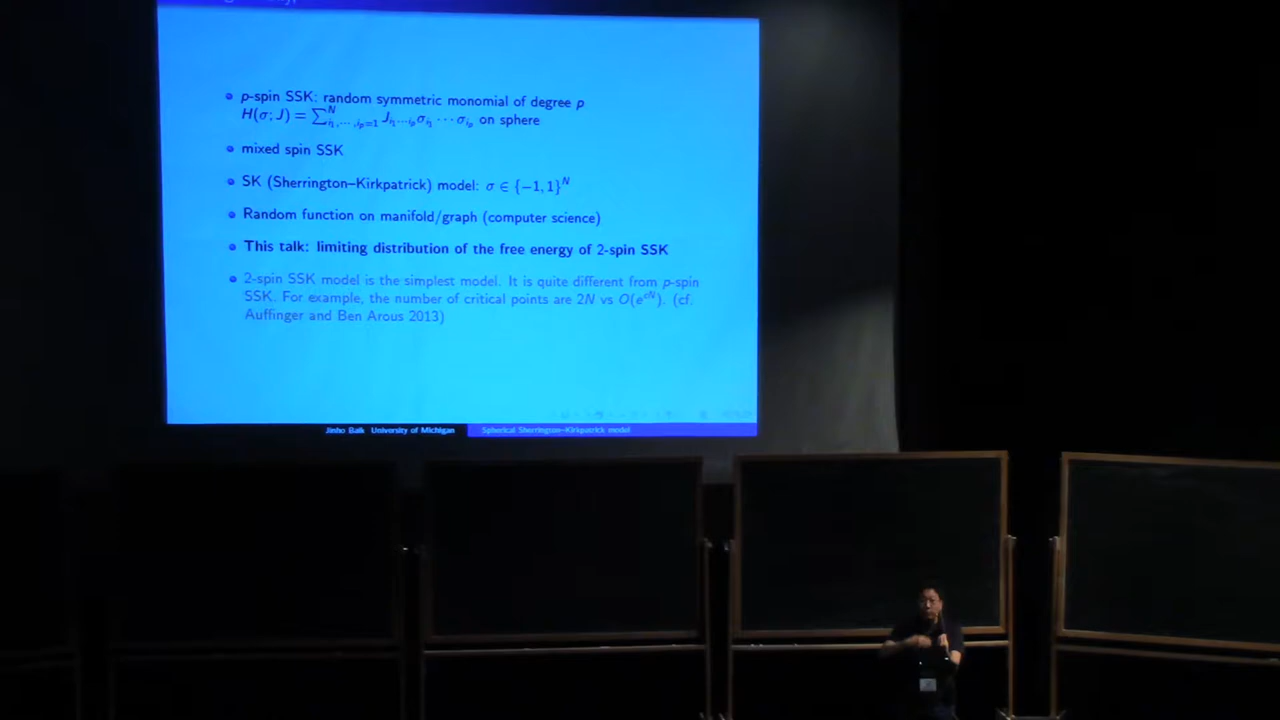 • p-spin SSK: random symmetric monomial of degree p
H(σ; J) = ∑^N_{i_1,⋯,i_p=1} J_{i_1⋯i_p} σ_{i_1} ⋯ σ_{i_p} on sphere
• mixed spin SSK
• SK (Sherrington–Kirkpatrick) model: σ ∈ {−1, 1}^N
• Random function on manifold/graph (computer science)
• This talk: limiting distribution of the free energy of 2-spin SSK
• 2-spin SSK model is the simplest model. It is quite different from p-spin
SSK. For example, the number of critical points are 2N vs O(e^{cN}). (cf.
Auffinger and Ben Arous 2013)
Jinho Baik University of Michigan
Spherical Sherrington–Kirkpatrick model